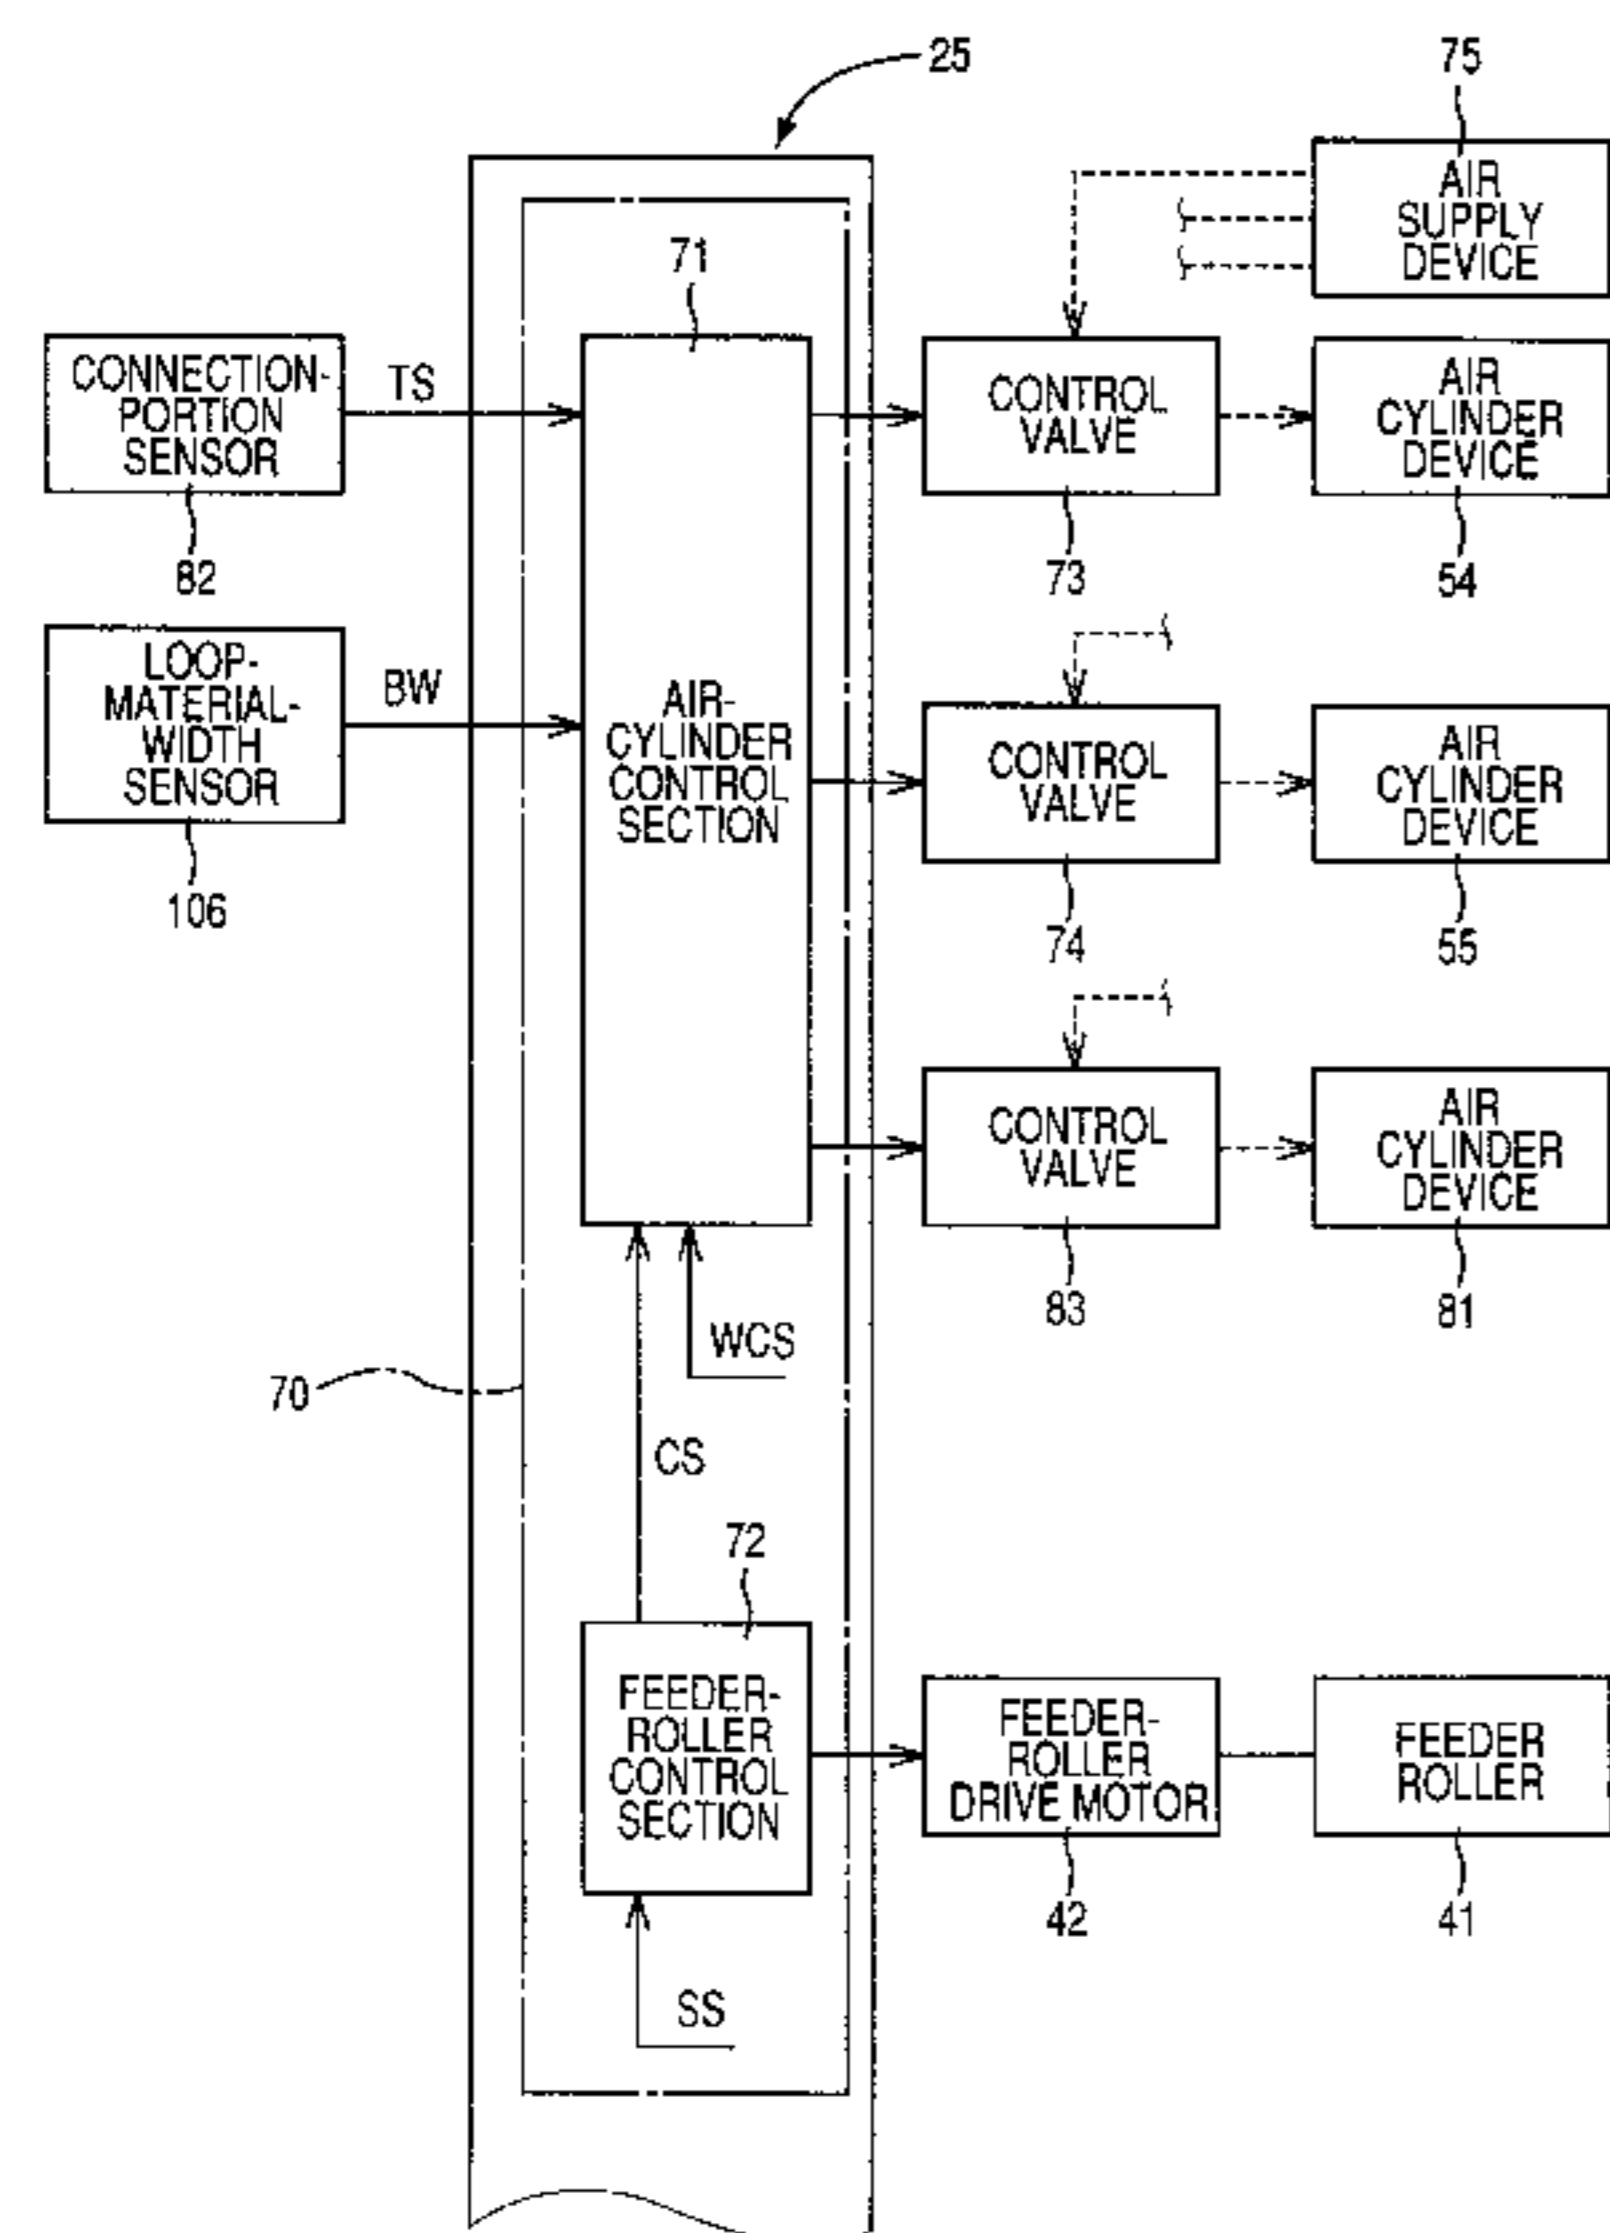 25
75
AIR
SUPPLY
DEVICE
71
CONNECTION-
PORTION
SENSOR
82
TS
CONTROL
VALVE
73
AIR
CYLINDER
DEVICE
54
LOOP-
MATERIAL-
WIDTH
SENSOR
106
BW
AIR-
CYLINDER
CONTROL
SECTION
CONTROL
VALVE
74
AIR
CYLINDER
DEVICE
55
CONTROL
VALVE
83
AIR
CYLINDER
DEVICE
81
WCS
70
CS
72
FEEDER-
ROLLER
CONTROL
SECTION
FEEDER-
ROLLER
DRIVE MOTOR
42
FEEDER
ROLLER
41
SS